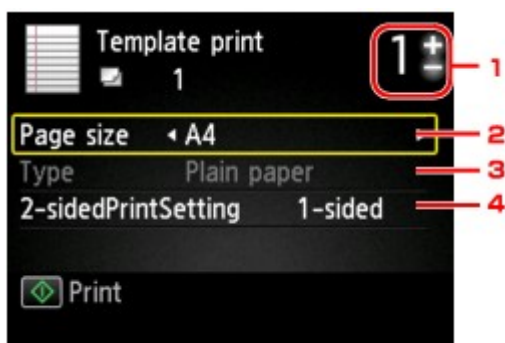 Template print
1
1 + −
1
Page size A4
2
Type Plain paper
3
2-sidedPrintSetting 1-sided
4
Print